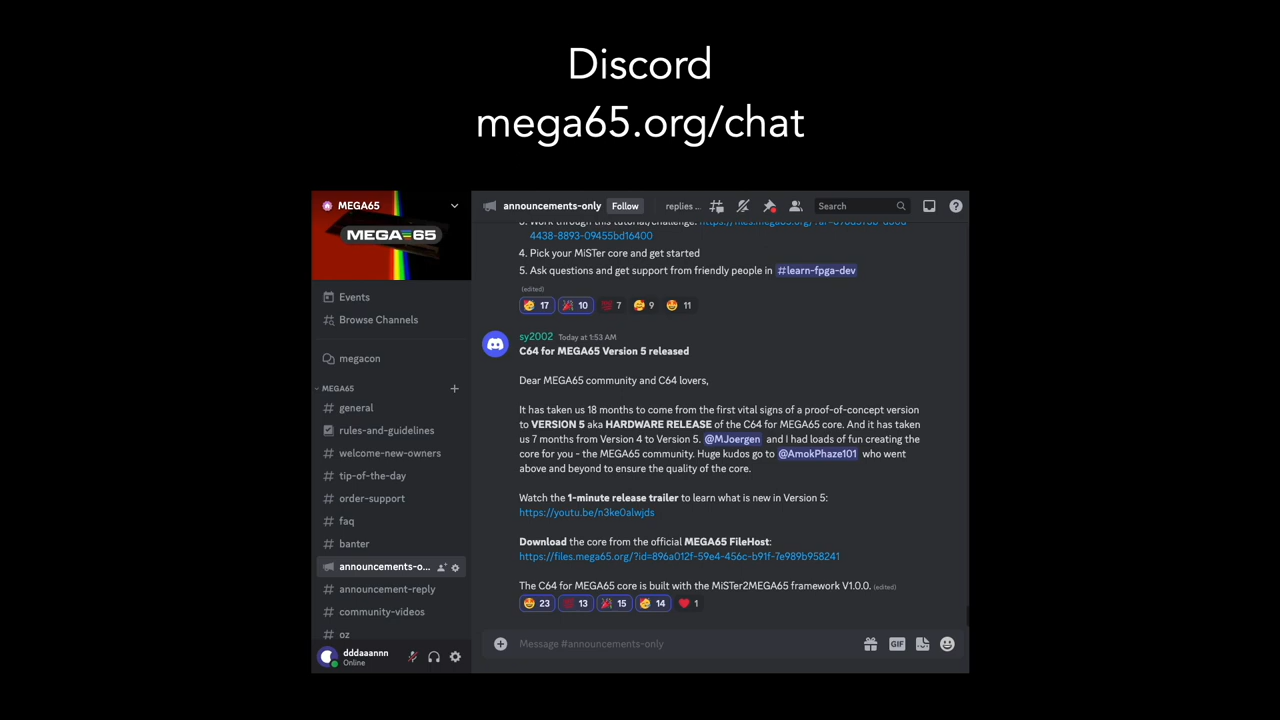 Discord
mega65.org/chat
MEGA65
MEGA65
Events
Browse Channels
megacon
MEGA65
general
rules-and-guidelines
welcome-new-owners
tip-of-the-day
order-support
faq
banter
announcements-o...
announcement-reply
community-videos
oz
dddaaannn
Online
announcements-only Follow replies ... Search
4438-8893-09455bd16400
4. Pick your MiSTer core and get started
5. Ask questions and get support from friendly people in #learn-fpga-dev
(edited)
17 10 7 9 11
sy2002 Today at 1:53 AM
C64 for MEGA65 Version 5 released
Dear MEGA65 community and C64 lovers,
It has taken us 18 months to come from the first vital signs of a proof-of-concept version
to VERSION 5 aka HARDWARE RELEASE of the C64 for MEGA65 core. And it has taken
us 7 months from Version 4 to Version 5. @MJoergen and I had loads of fun creating the
core for you - the MEGA65 community. Huge kudos go to @AmokPhaze101 who went
above and beyond to ensure the quality of the core.
Watch the 1-minute release trailer to learn what is new in Version 5:
https://youtu.be/n3ke0alwjds
Download the core from the official MEGA65 FileHost:
https://files.mega65.org/?id=896a012f-59e4-456c-b91f-7e989b958241
The C64 for MEGA65 core is built with the MiSTer2MEGA65 framework V1.0.0. (edited)
23 13 15 14 1
Message #announcements-only
GIF